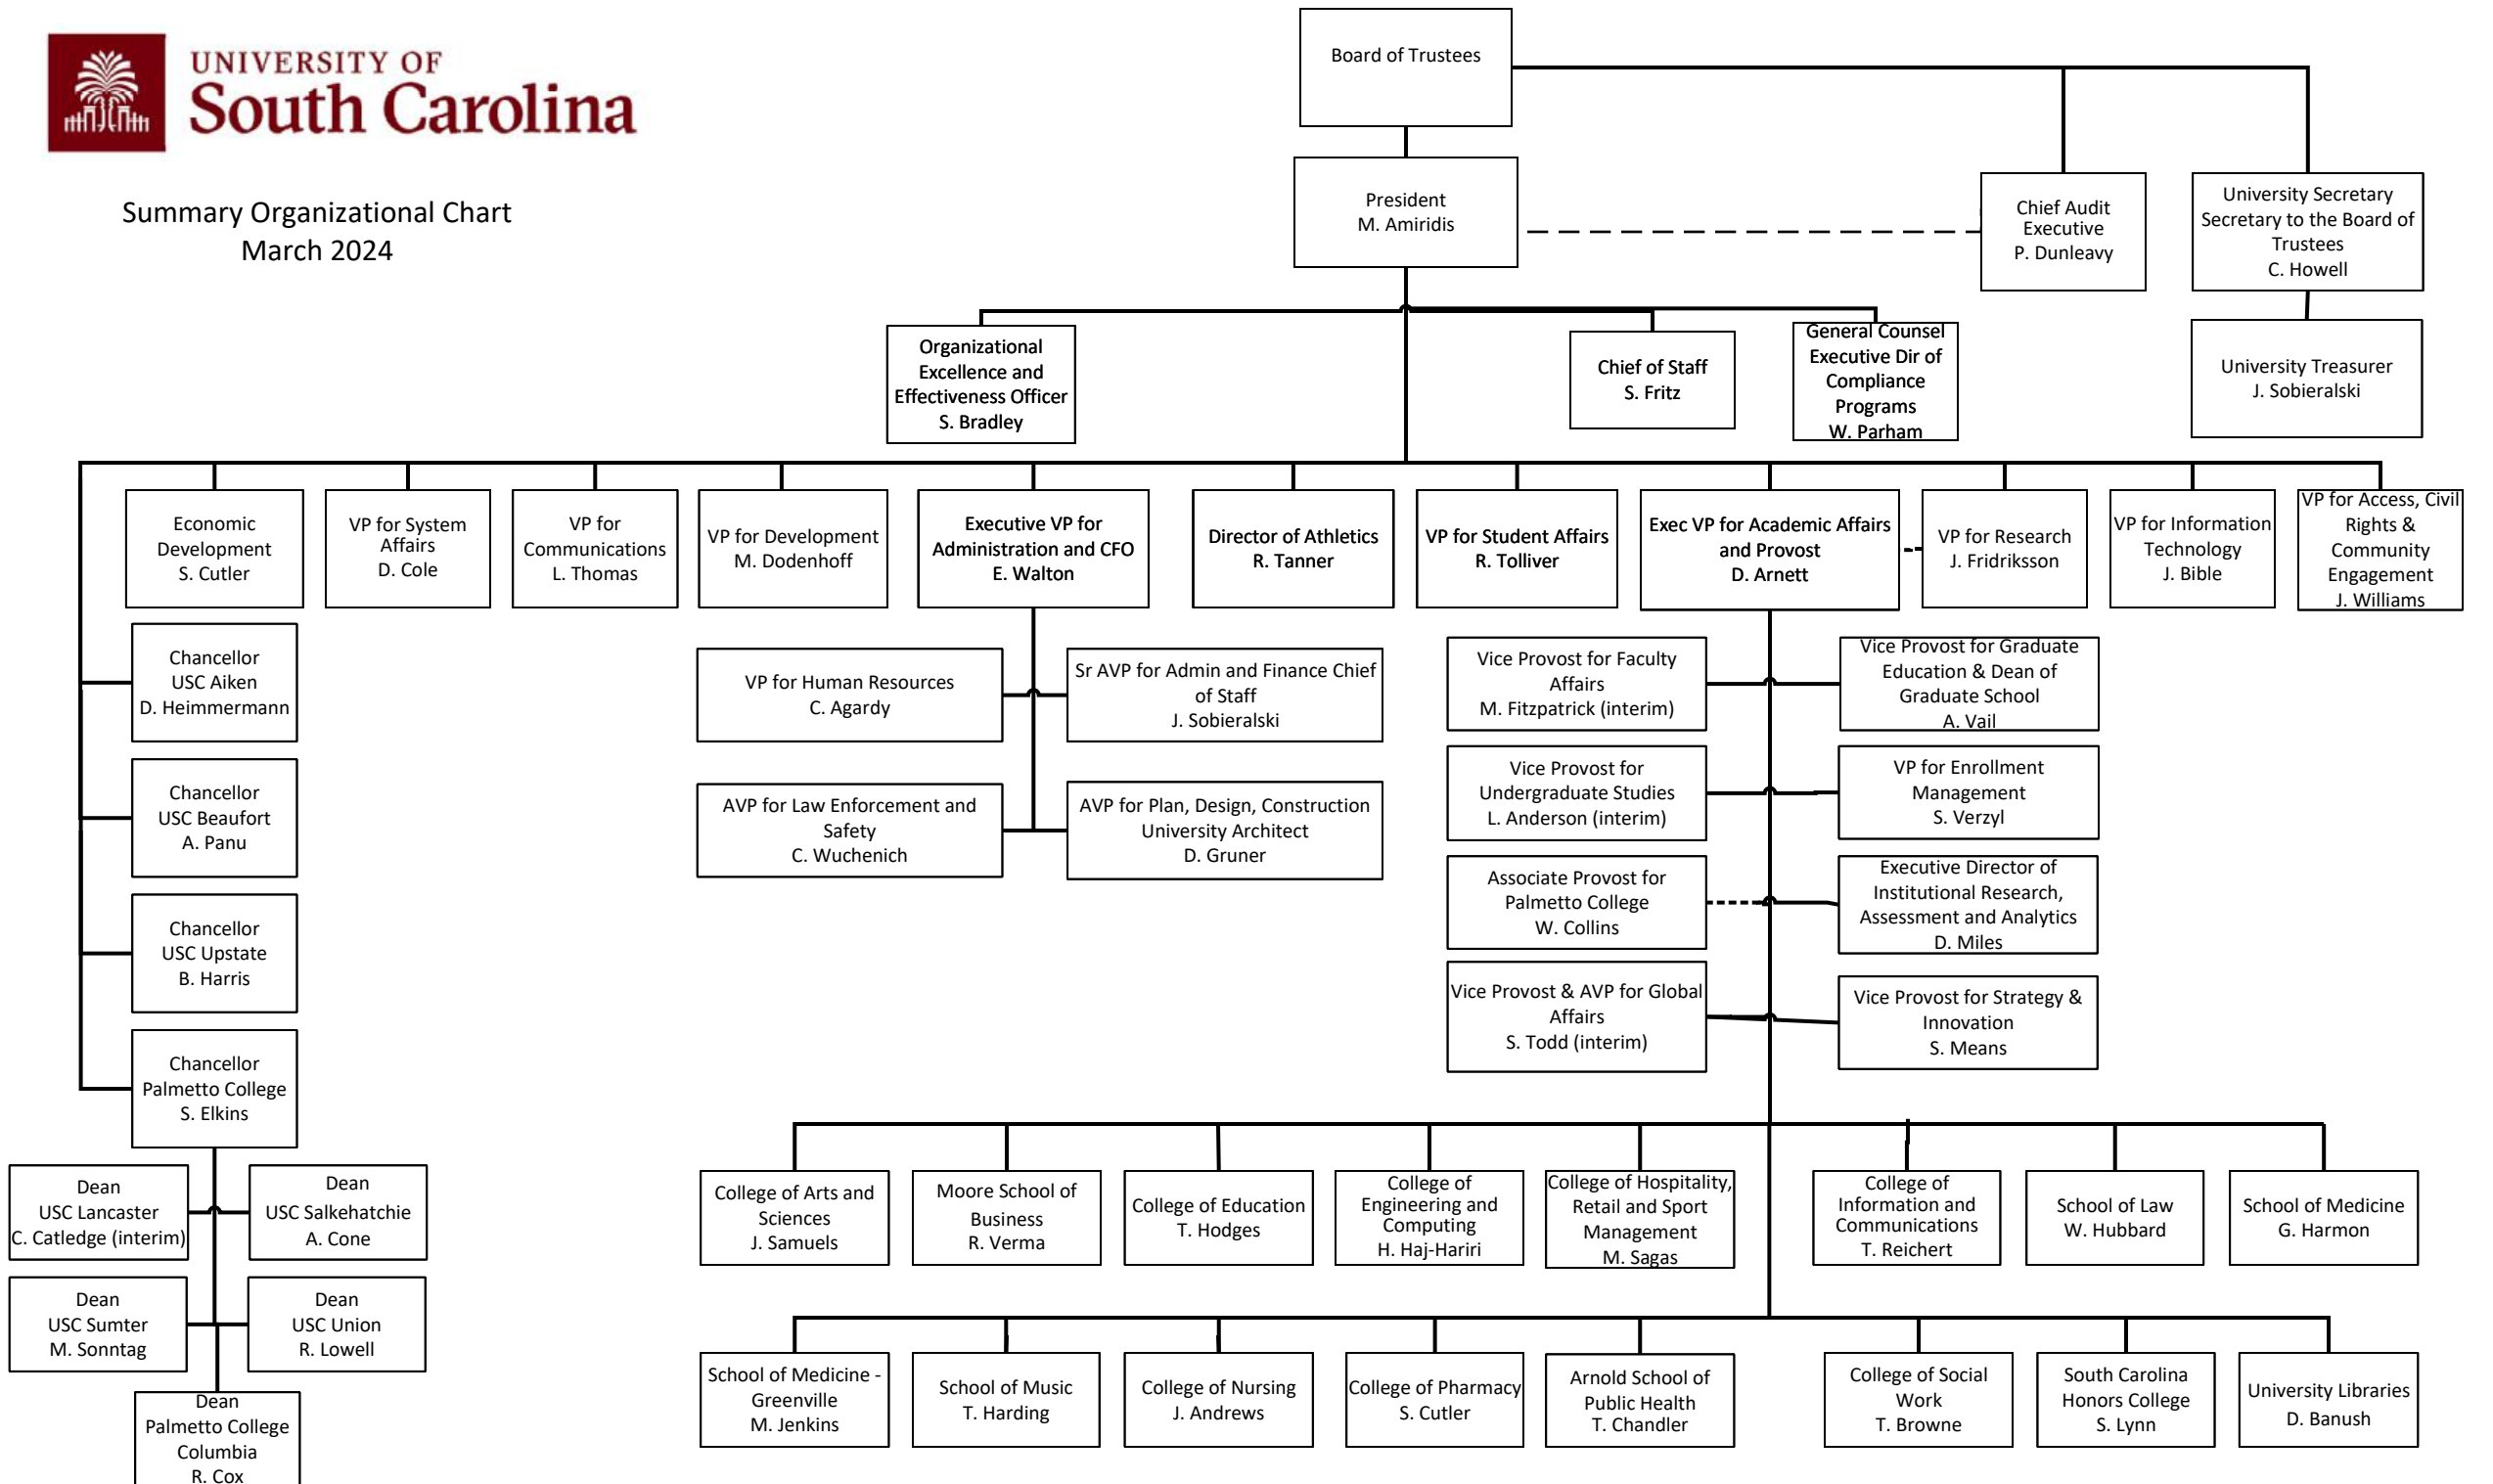 UNIVERSITY OF
South Carolina
Summary Organizational Chart
March 2024
Board of Trustees
President
M. Amiridis
Chief Audit
Executive
P. Dunleavy
University Secretary
Secretary to the Board of
Trustees
C. Howell
Organizational
Excellence and
Effectiveness Officer
S. Bradley
Chief of Staff
S. Fritz
General Counsel
Executive Dir of
Compliance
Programs
W. Parham
University Treasurer
J. Sobieralski
Economic
Development
S. Cutler
VP for System
Affairs
D. Cole
VP for
Communications
L. Thomas
VP for Development
M. Dodenhoff
Executive VP for
Administration and CFO
E. Walton
Director of Athletics
R. Tanner
VP for Student Affairs
R. Tolliver
Exec VP for Academic Affairs
and Provost
D. Arnett
VP for Research
J. Fridriksson
VP for Information
Technology
J. Bible
VP for Access, Civil
Rights &
Community
Engagement
J. Williams
Chancellor
USC Aiken
D. Heimmermann
Chancellor
USC Beaufort
A. Panu
Chancellor
USC Upstate
B. Harris
Chancellor
Palmetto College
S. Elkins
Dean
USC Lancaster
C. Catledge (interim)
Dean
USC Salkehatchie
A. Cone
Dean
USC Sumter
M. Sonntag
Dean
USC Union
R. Lowell
Dean
Palmetto College
Columbia
R. Cox
VP for Human Resources
C. Agardy
Sr AVP for Admin and Finance Chief
of Staff
J. Sobieralski
AVP for Law Enforcement and
Safety
C. Wuchenich
AVP for Plan, Design, Construction
University Architect
D. Gruner
Vice Provost for Faculty
Affairs
M. Fitzpatrick (interim)
Vice Provost for Graduate
Education & Dean of
Graduate School
A. Vail
Vice Provost for
Undergraduate Studies
L. Anderson (interim)
VP for Enrollment
Management
S. Verzyl
Associate Provost for
Palmetto College
W. Collins
Executive Director of
Institutional Research,
Assessment and Analytics
D. Miles
Vice Provost & AVP for Global
Affairs
S. Todd (interim)
Vice Provost for Strategy &
Innovation
S. Means
College of Arts and
Sciences
J. Samuels
Moore School of
Business
R. Verma
College of Education
T. Hodges
College of
Engineering and
Computing
H. Haj-Hariri
College of Hospitality,
Retail and Sport
Management
M. Sagas
College of
Information and
Communications
T. Reichert
School of Law
W. Hubbard
School of Medicine
G. Harmon
School of Medicine -
Greenville
M. Jenkins
School of Music
T. Harding
College of Nursing
J. Andrews
College of Pharmacy
S. Cutler
Arnold School of
Public Health
T. Chandler
College of Social
Work
T. Browne
South Carolina
Honors College
S. Lynn
University Libraries
D. Banush